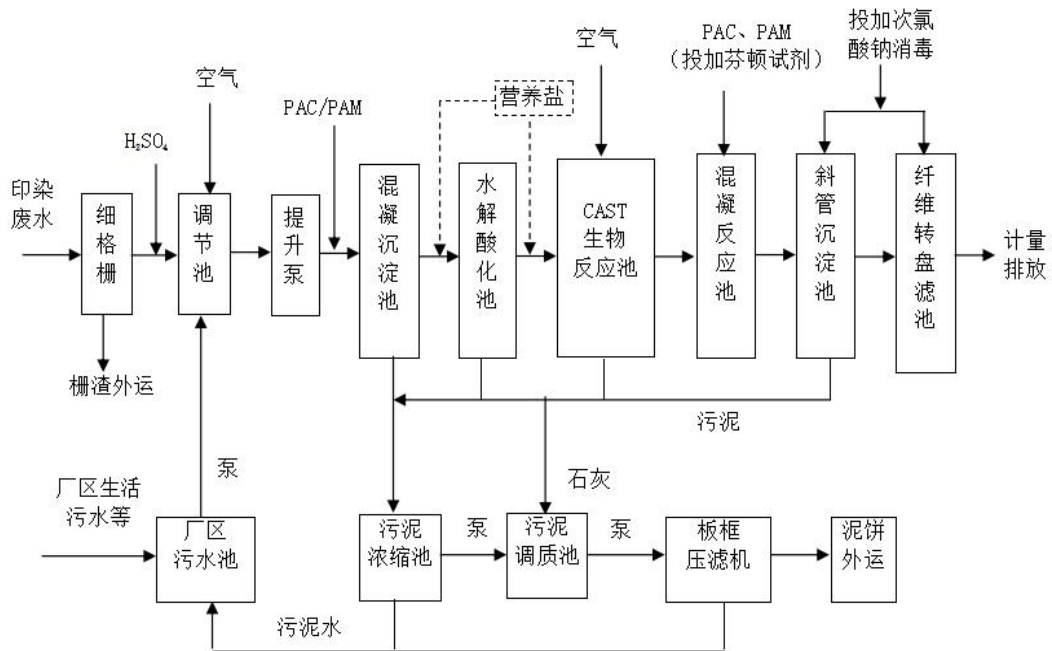 投加次氯
酸钠消毒
PAC、PAM
（投加芬顿试剂）
空气
空气
营养盐
PAC/PAM
H₂SO₄
印染
废水
细格栅
调节池
提升泵
混凝沉淀池
水解酸化池
CAST
生物
反应池
混凝反应池
斜管沉淀池
纤维转盘滤池
计量
排放
栅渣外运
污泥
泵
石灰
厂区生活
污水等
厂区
污水池
污泥
浓缩池
泵
污泥
调质池
泵
板框
压滤机
泥饼
外运
污泥水